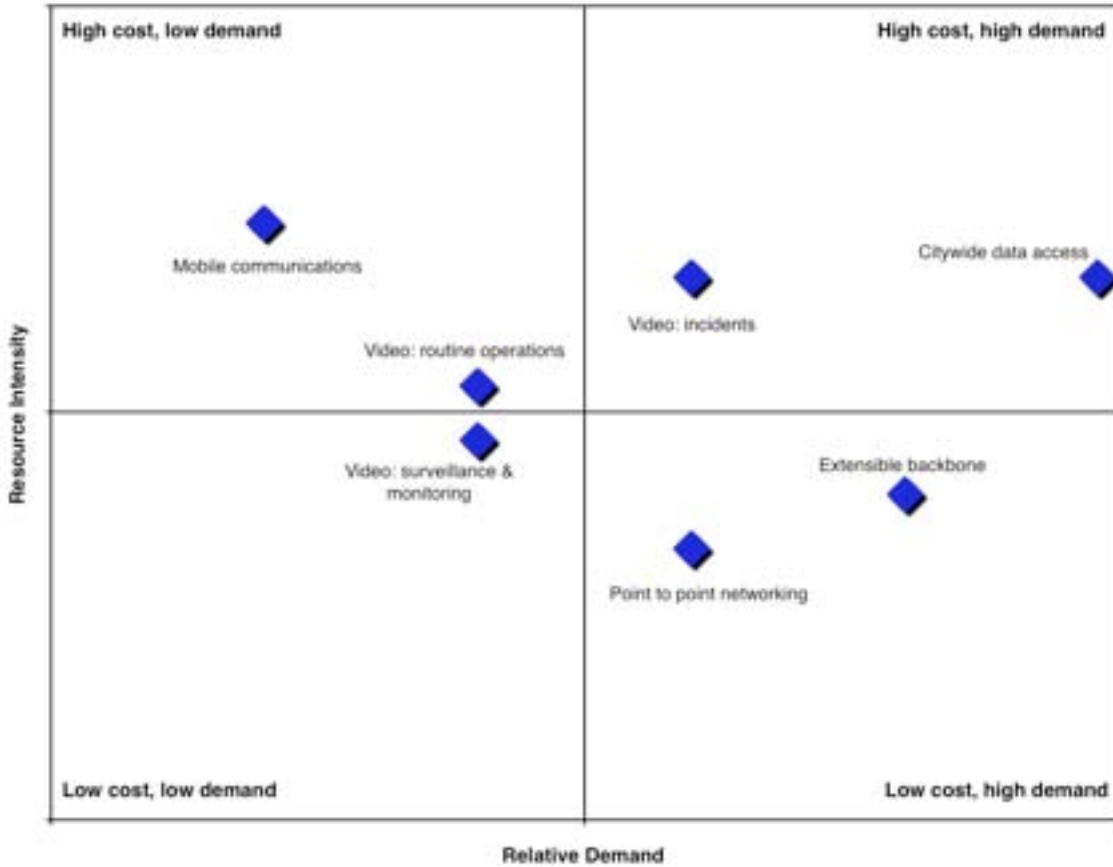 High cost, low demand
High cost, high demand
Mobile communications
Citywide data access
Video: incidents
Video: routine operations
Video: surveillance &
monitoring
Extensible backbone
Point to point networking
Resource Intensity
Low cost, low demand
Low cost, high demand
Relative Demand